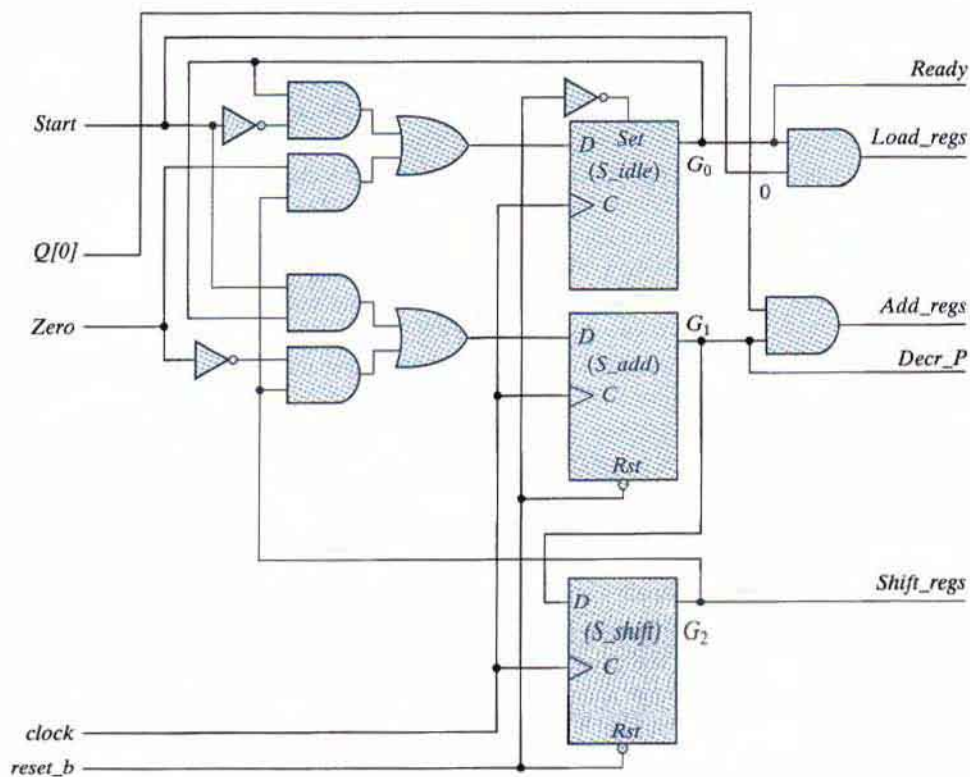 Ready
Start
Set
D
(S_idle)
G0
Load_regs
0
C
Q[0]
G1
Add_regs
Zero
D
(S_add)
Decr_P
C
Rst
Shift_regs
D
(S_shift)
G2
C
clock
Rst
reset_b